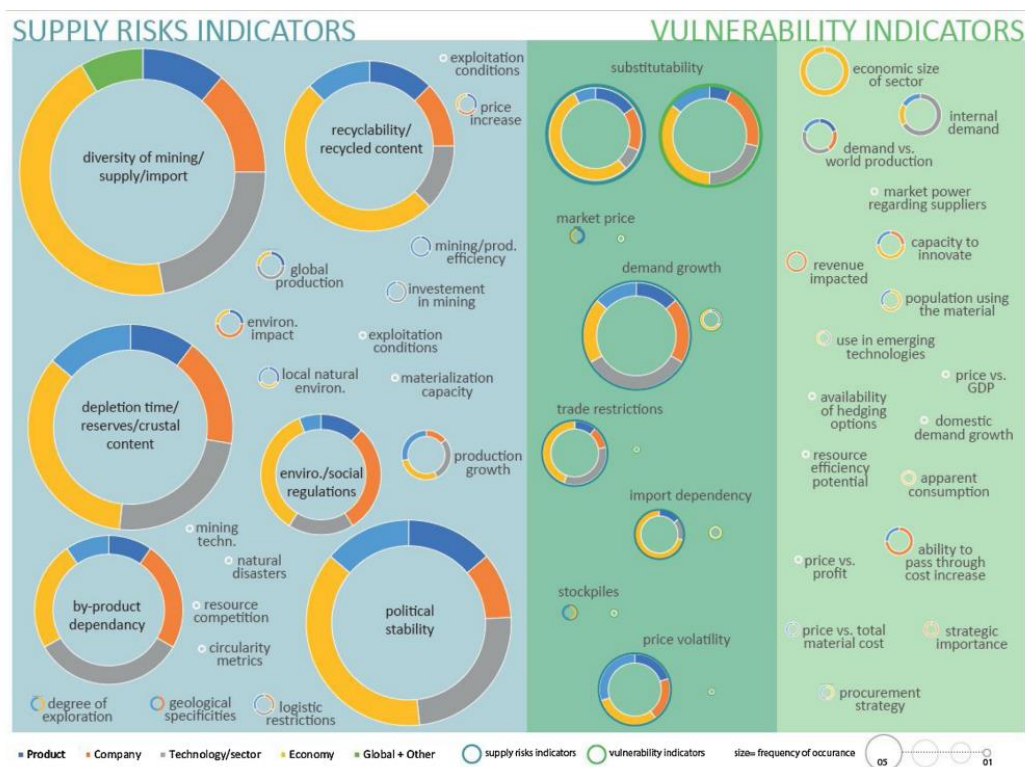 SUPPLY RISKS INDICATORS
VULNERABILITY INDICATORS
diversity of mining/
supply/import
recyclability/
recycled content
exploitation
conditions
price
increase
global
production
mining/prod.
efficiency
investement
in mining
environ.
impact
exploitation
conditions
local natural
environ.
materialization
capacity
depletion time/
reserves/crustal
content
enviro./social
regulations
production
growth
mining
techn.
natural
disasters
by-product
dependancy
resource
competition
circularity
metrics
political
stability
degree of
exploration
geological
specificities
logistic
restrictions
substitutability
market price
demand growth
trade restrictions
import dependency
stockpiles
price volatility
economic size
of sector
internal
demand
demand vs.
world production
market power
regarding suppliers
capacity to
innovate
revenue
impacted
population using
the material
use in emerging
technologies
price vs.
GDP
availability
of hedging
options
domestic
demand growth
resource
efficiency
potential
apparent
consumption
price vs.
profit
ability to
pass through
cost increase
price vs. total
material cost
strategic
importance
procurement
strategy
Product
Company
Technology/sector
Economy
Global + Other
supply risks indicators
vulnerability indicators
size= frequency of occurance
05
01